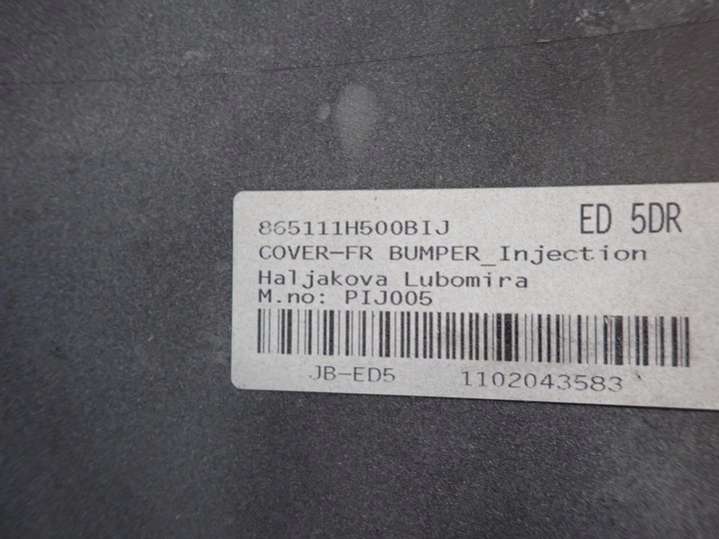 865111H500BIJ ED 5DR
COVER-FR BUMPER_Injection
Haljakova Lubomira
M.no: PIJ005
JB-ED5 1102043583